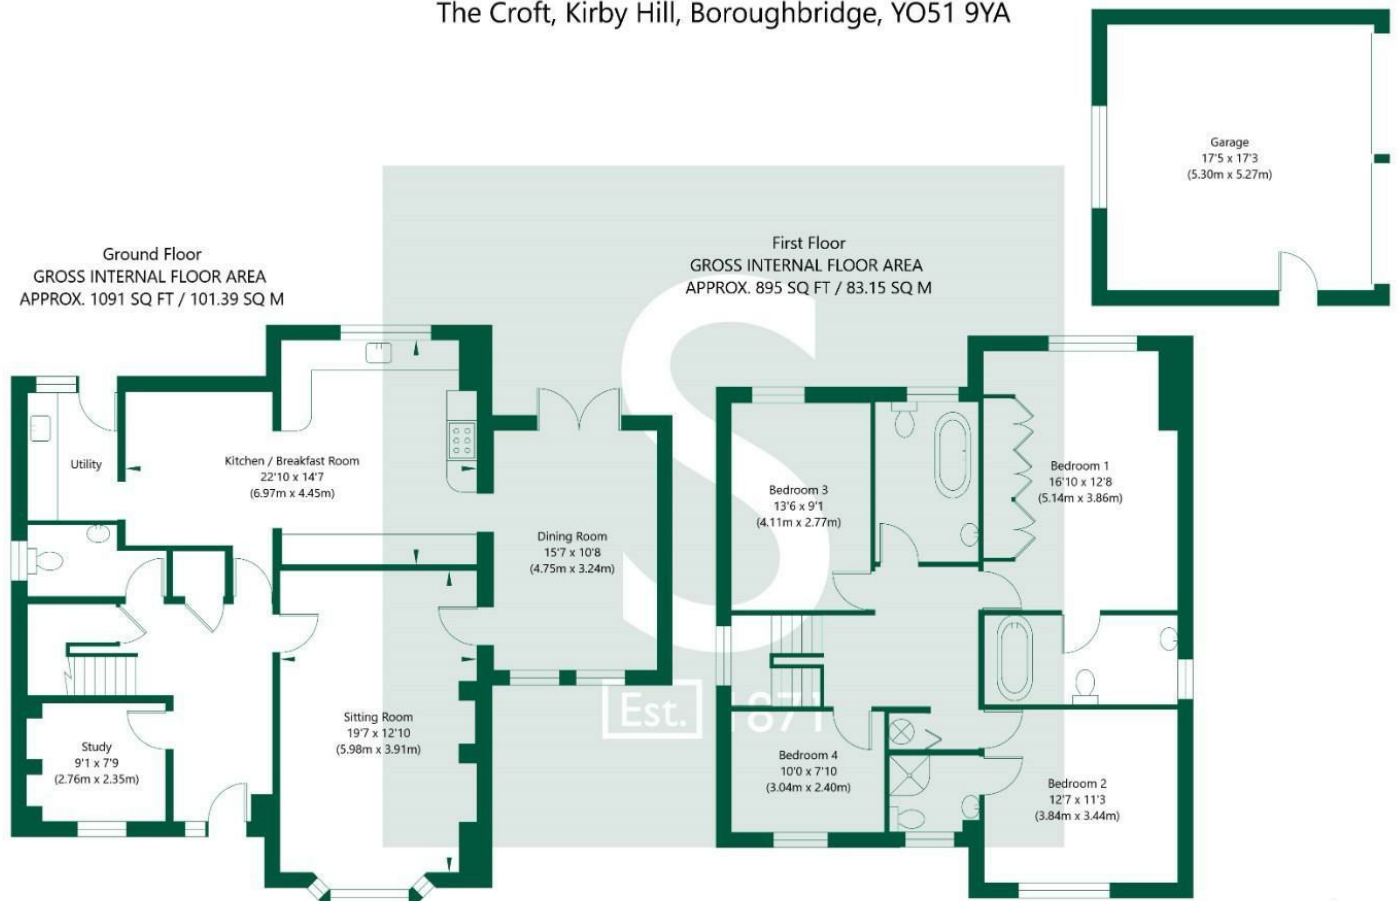 The Croft, Kirby Hill, Boroughbridge, YO51 9YA
Garage
17'5 x 17'3
(5.30m x 5.27m)
Ground Floor
GROSS INTERNAL FLOOR AREA
APPROX. 1091 SQ FT / 101.39 SQ M
First Floor
GROSS INTERNAL FLOOR AREA
APPROX. 895 SQ FT / 83.15 SQ M
Utility
Kitchen / Breakfast Room
22'10 x 14'7
(6.97m x 4.45m)
Dining Room
15'7 x 10'8
(4.75m x 3.24m)
Sitting Room
19'7 x 12'10
(5.98m x 3.91m)
Study
9'1 x 7'9
(2.76m x 2.35m)
Bedroom 3
13'6 x 9'1
(4.11m x 2.77m)
Bedroom 1
16'10 x 12'8
(5.14m x 3.86m)
Bedroom 4
10'0 x 7'10
(3.04m x 2.40m)
Bedroom 2
12'7 x 11'3
(3.84m x 3.44m)
S
Est. 1871